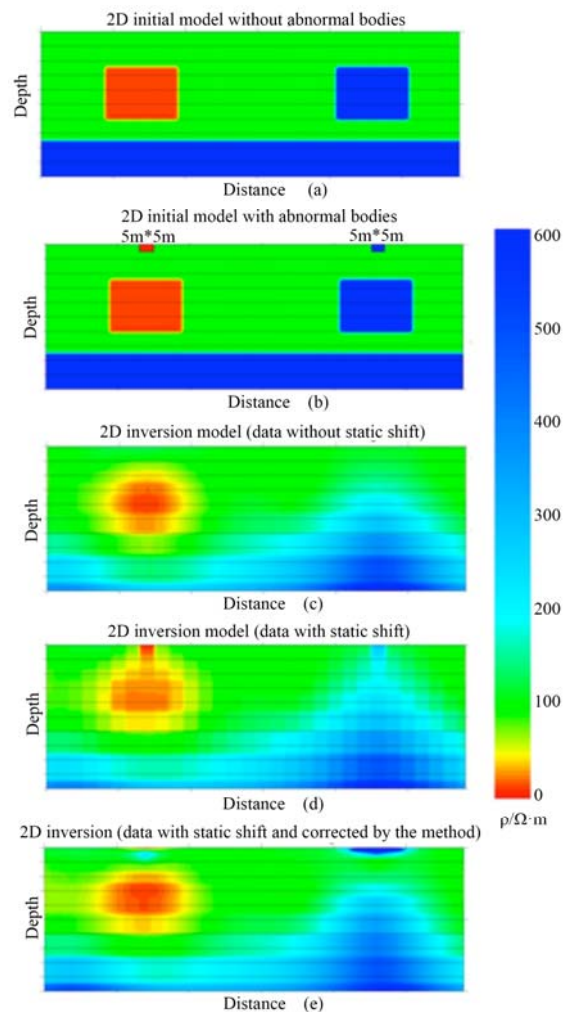 2D initial model without abnormal bodies
Depth
Distance (a)
2D initial model with abnormal bodies
5m*5m 5m*5m
Depth
Distance (b)
2D inversion model (data without static shift)
Depth
Distance (c)
2D inversion model (data with static shift)
Depth
Distance (d)
2D inversion (data with static shift and corrected by the method)
Depth
Distance (e)
600
500
400
300
200
100
0
ρ/Ω·m